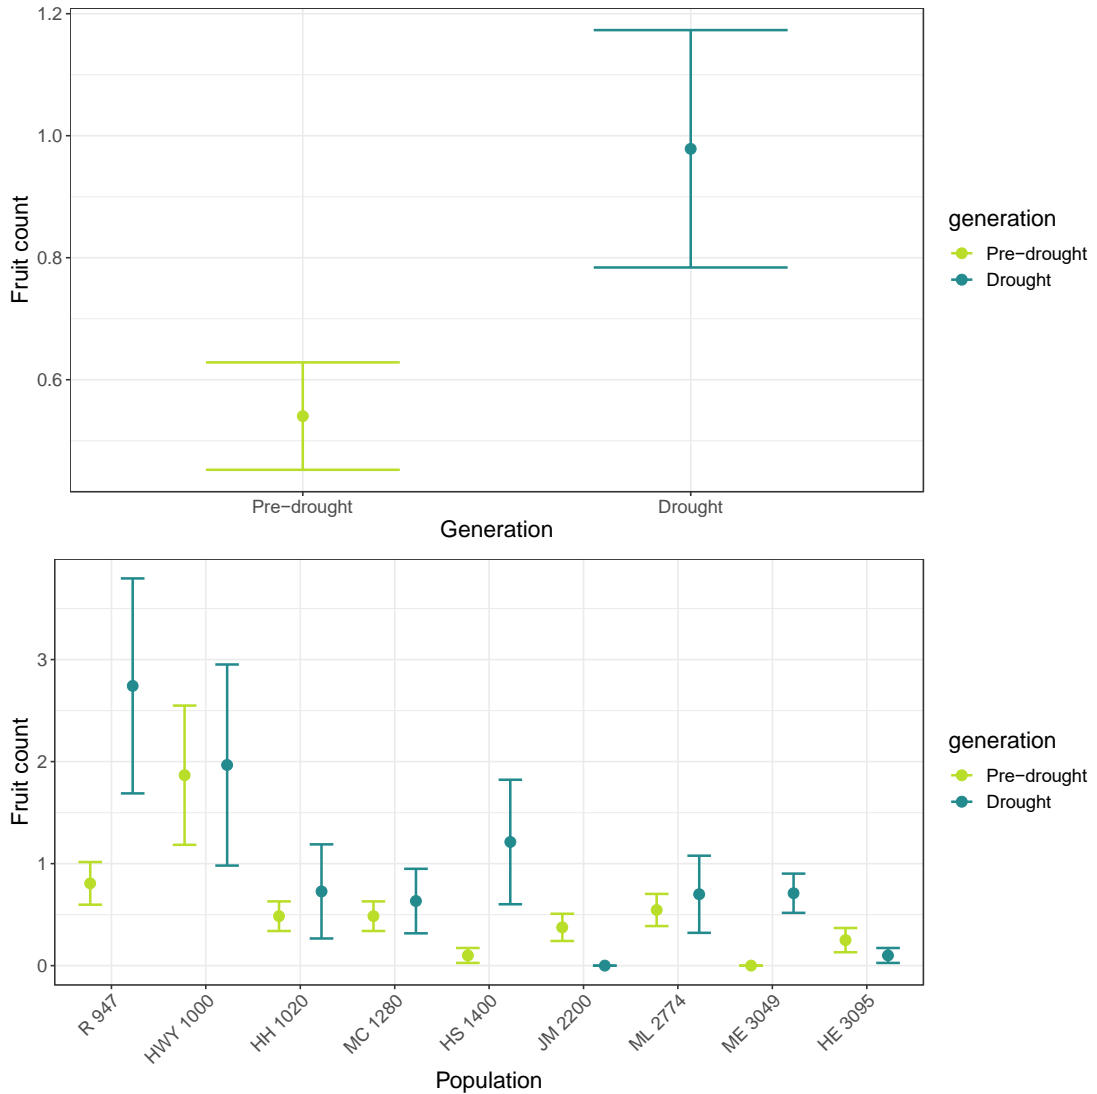 1.2
1.0
0.8
0.6
Fruit count
Pre−drought
Drought
Generation
generation
Pre−drought
Drought
3
2
1
0
Fruit count
R 947
HWY 1000
HH 1020
MC 1280
HS 1400
JM 2200
ML 2774
ME 3049
HE 3095
Population
generation
Pre−drought
Drought